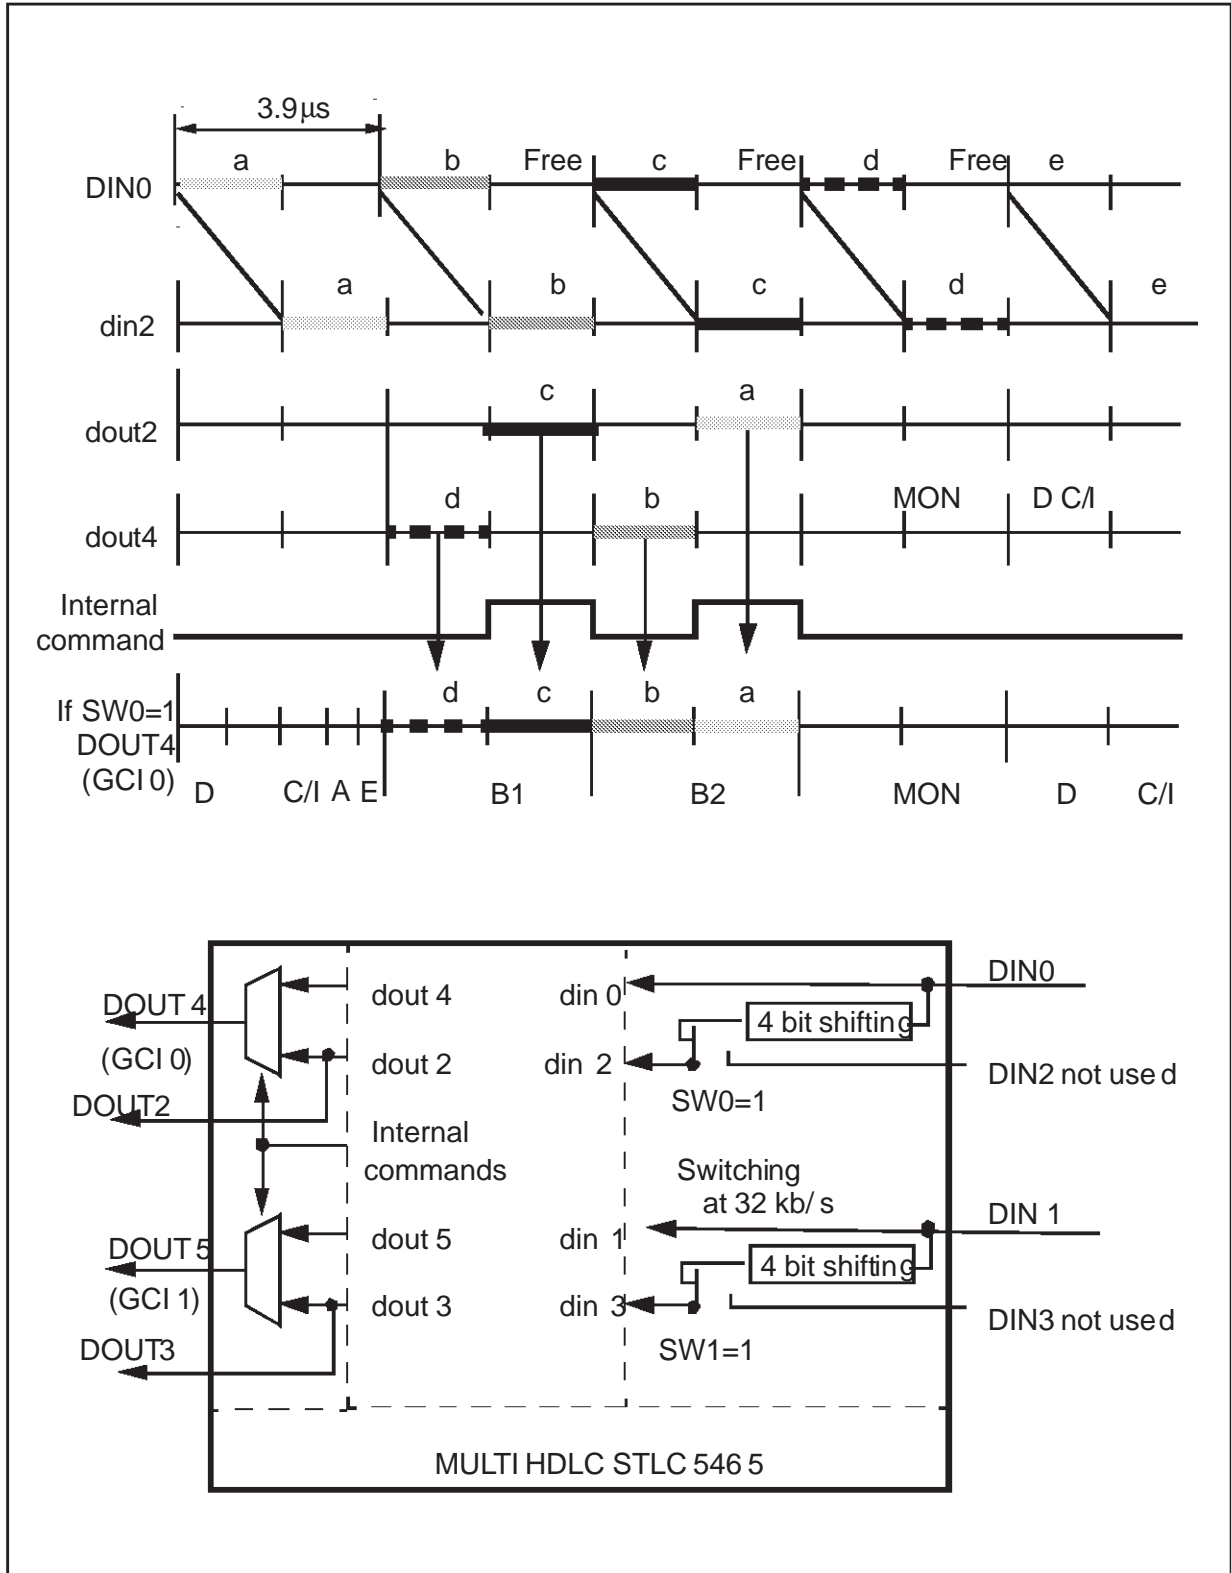 3.9µs
a b Free c Free d Free e
DIN0
a b c d e
din2
c a
dout2
d b MON D C/I
dout4
Internal
command
d c b a
If SW0=1
DOUT4
(GCI 0)
D C/I A E B1 B2 MON D C/I
DIN0
DOUT 4 dout 4 din 0
4 bit shifting
(GCI 0) dout 2 din 2 DIN2 not used
DOUT2 SW0=1
Internal
commands
Switching
at 32 kb/s
DIN 1
DOUT 5 dout 5 din 1
4 bit shifting
(GCI 1) dout 3 din 3 DIN3 not used
DOUT3 SW1=1
MULTI HDLC STLC 5465